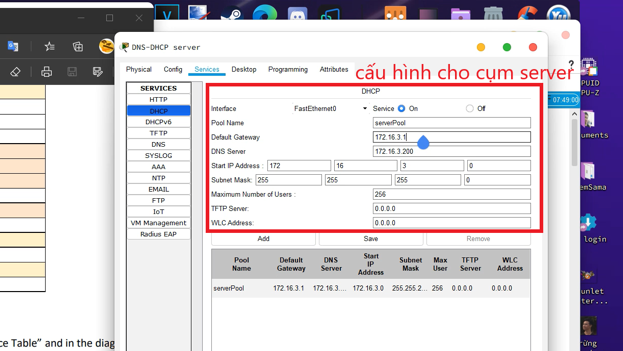 DNS-DHCP server
Physical Config Services Desktop Programming Attributes
cấu hình cho cụm server
SERVICES
HTTP
DHCP
DHCPv6
TFTP
DNS
SYSLOG
AAA
NTP
EMAIL
FTP
IoT
VM Management
Radius EAP
DHCP
Interface FastEthernet0 Service On Off
Pool Name serverPool
Default Gateway 172.16.3.1
DNS Server 172.16.3.200
Start IP Address : 172 16 3 0
Subnet Mask: 255 255 255 0
Maximum Number of Users : 256
TFTP Server: 0.0.0.0
WLC Address: 0.0.0.0
Add Save Remove
Pool Name Default Gateway DNS Server Start IP Address Subnet Mask Max User TFTP Server WLC Address
serverPool 172.16.3.1 172.16.3.... 172.16.3.0 255.255.2... 256 0.0.0.0 0.0.0.0
ce Table" and in the diag
?
07:49:00
PUID
PU-Z
uments
emSama
login
unlet
ter...
rừng